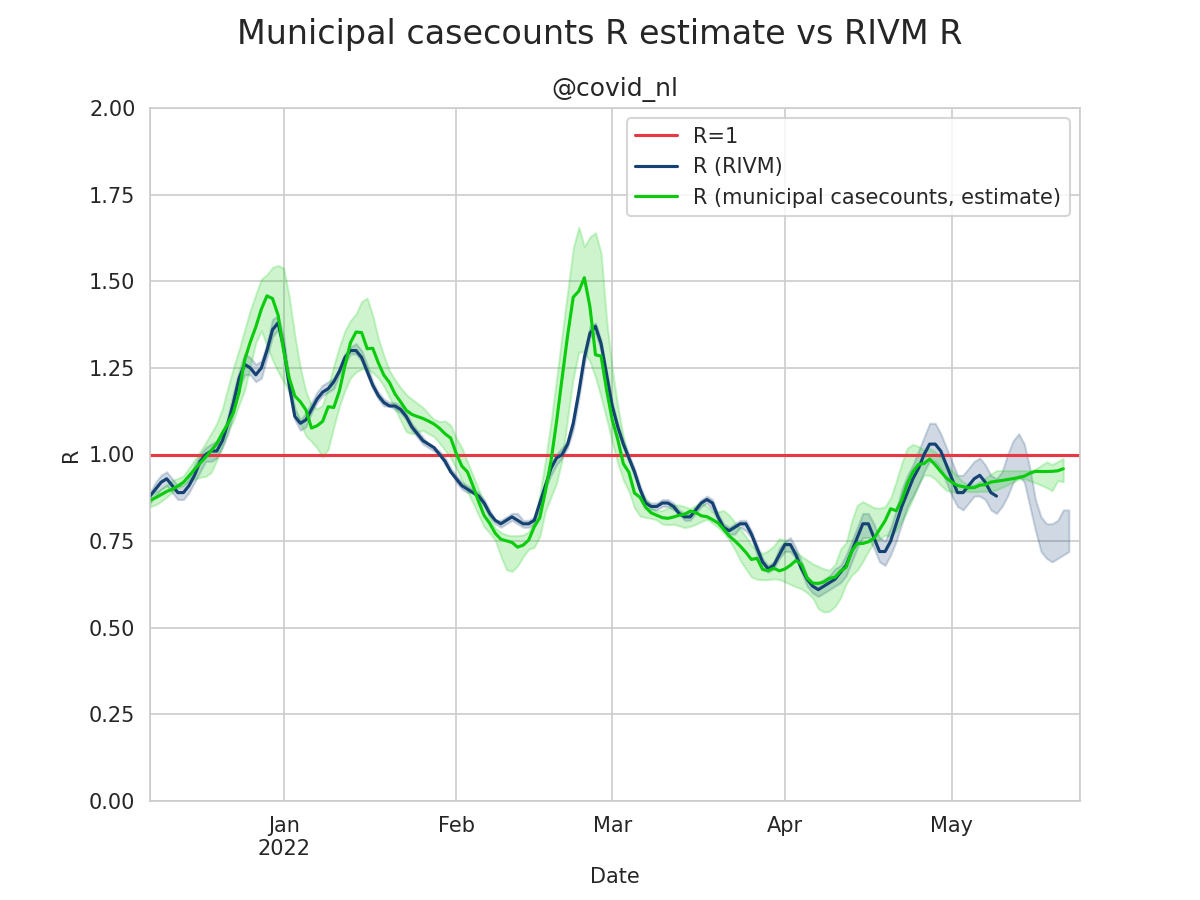 Municipal casecounts R estimate vs RIVM R
@covid_nl
2.00
1.75
1.50
1.25
1.00
0.75
0.50
0.25
0.00
R
R=1
R (RIVM)
R (municipal casecounts, estimate)
Jan Feb Mar Apr May
2022
Date